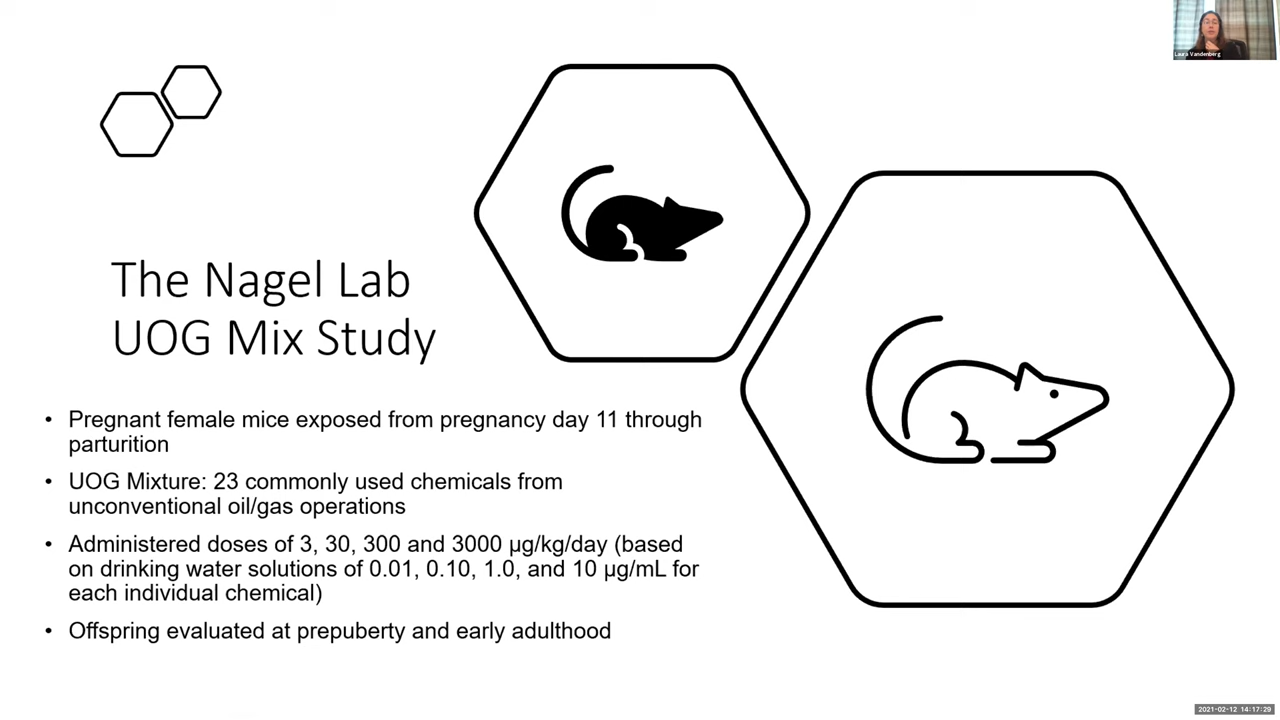 Laura Vandenberg
The Nagel Lab
UOG Mix Study
• Pregnant female mice exposed from pregnancy day 11 through
parturition
• UOG Mixture: 23 commonly used chemicals from
unconventional oil/gas operations
• Administered doses of 3, 30, 300 and 3000 µg/kg/day (based
on drinking water solutions of 0.01, 0.10, 1.0, and 10 µg/mL for
each individual chemical)
• Offspring evaluated at prepuberty and early adulthood
2021-02-12 14:17:29